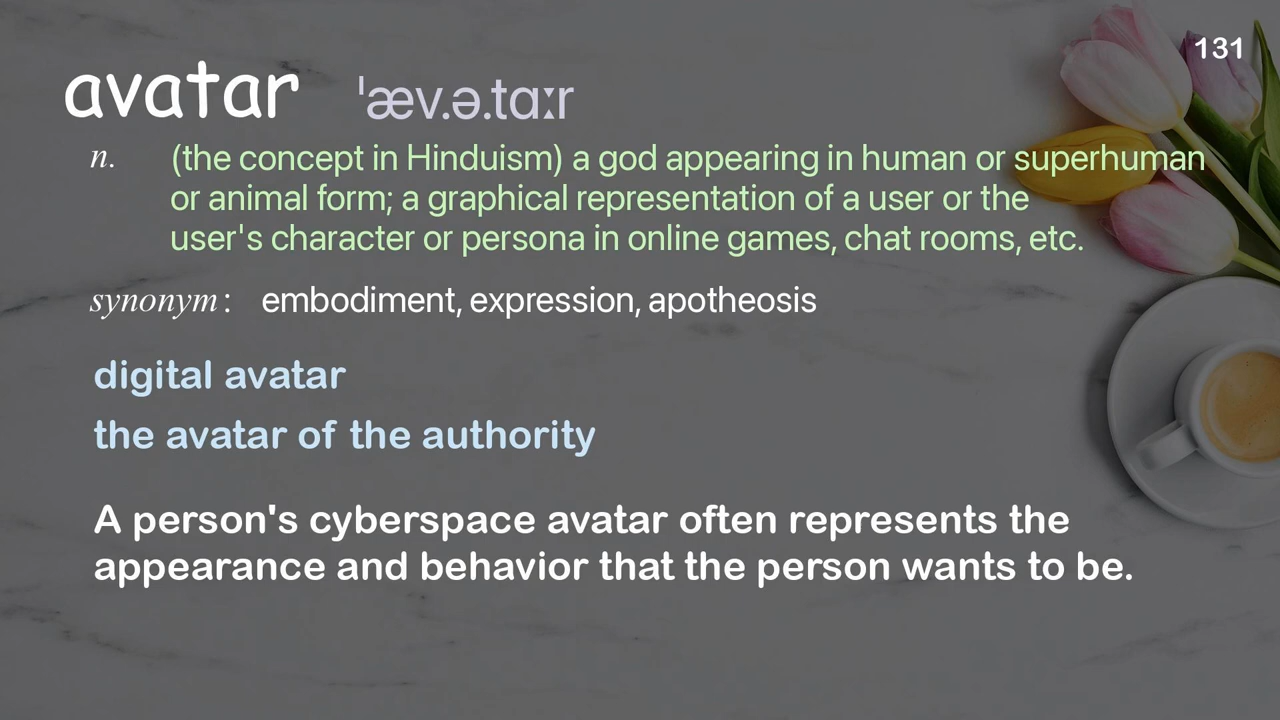 131
avatar ˈæv.ə.tɑːr
n. (the concept in Hinduism) a god appearing in human or superhuman
or animal form; a graphical representation of a user or the
user's character or persona in online games, chat rooms, etc.
synonym: embodiment, expression, apotheosis
digital avatar
the avatar of the authority
A person's cyberspace avatar often represents the
appearance and behavior that the person wants to be.